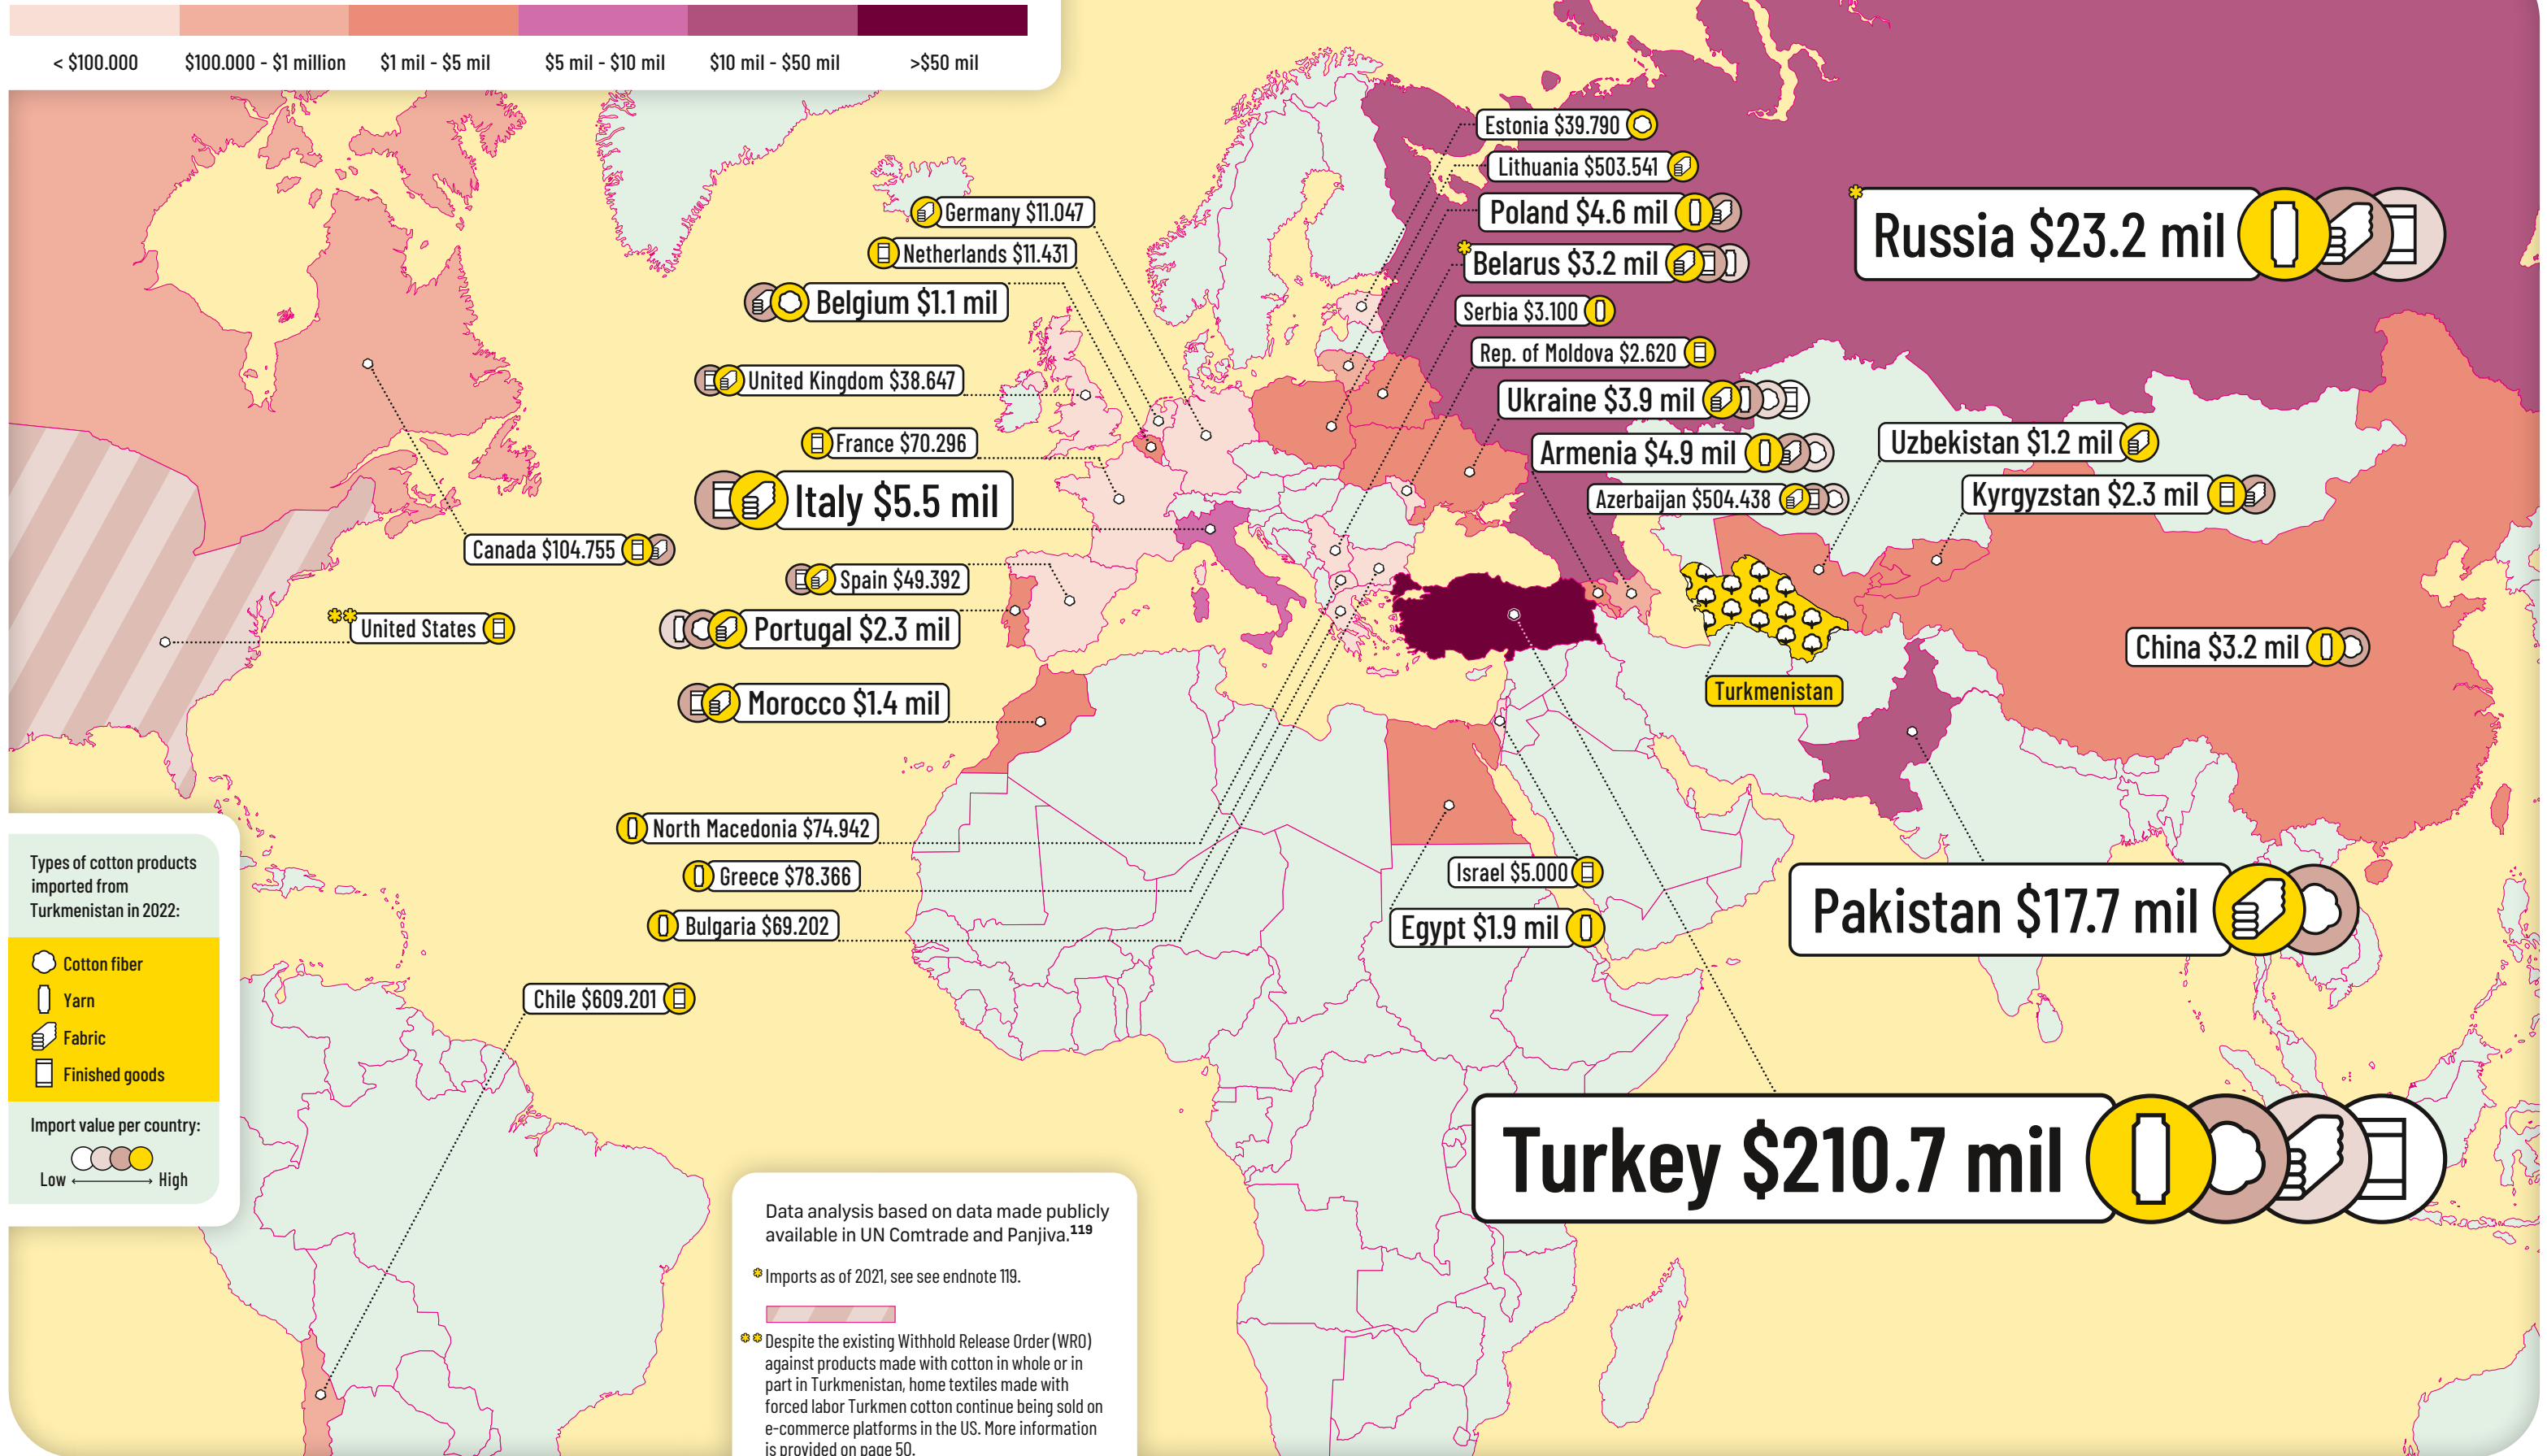 < $100.000
$100.000 - $1 million
$1 mil - $5 mil
$5 mil - $10 mil
$10 mil - $50 mil
>$50 mil
Estonia $39.790
Lithuania $503.541
Poland $4.6 mil
*Belarus $3.2 mil
Serbia $3.100
Rep. of Moldova $2.620
Ukraine $3.9 mil
Armenia $4.9 mil
Azerbaijan $504.438
*Russia $23.2 mil
Uzbekistan $1.2 mil
Kyrgyzstan $2.3 mil
China $3.2 mil
Turkmenistan
Germany $11.047
Netherlands $11.431
Belgium $1.1 mil
United Kingdom $38.647
France $70.296
Italy $5.5 mil
Canada $104.755
Spain $49.392
**United States
Portugal $2.3 mil
Morocco $1.4 mil
North Macedonia $74.942
Greece $78.366
Bulgaria $69.202
Israel $5.000
Egypt $1.9 mil
Pakistan $17.7 mil
Chile $609.201
Turkey $210.7 mil
Types of cotton products
imported from
Turkmenistan in 2022:
Cotton fiber
Yarn
Fabric
Finished goods
Import value per country:
Low
High
Data analysis based on data made publicly
available in UN Comtrade and Panjiva.119
*Imports as of 2021, see see endnote 119.
**Despite the existing Withhold Release Order (WRO)
against products made with cotton in whole or in
part in Turkmenistan, home textiles made with
forced labor Turkmen cotton continue being sold on
e-commerce platforms in the US. More information
is provided on page 50.